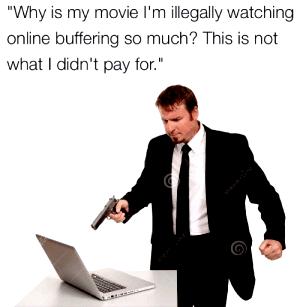 "Why is my movie I'm illegally watching
online buffering so much? This is not
what I didn't pay for."